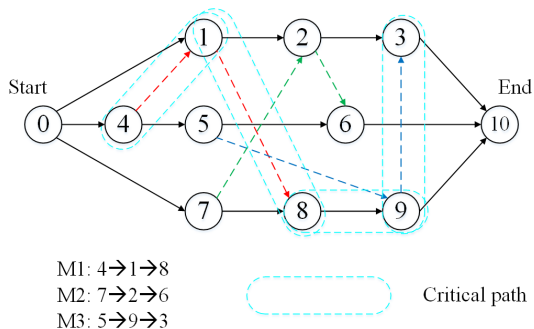 1 2 3
Start End
0 4 5 6 10
7 8 9
M1: 4→1→8
M2: 7→2→6
M3: 5→9→3
Critical path